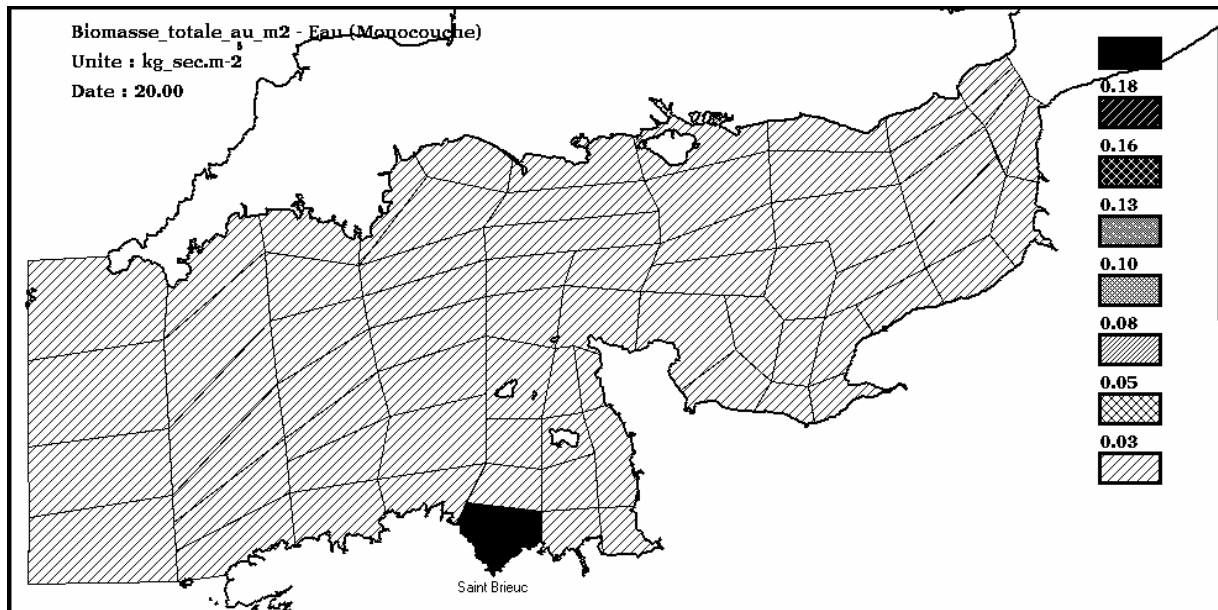 Biomasse_totale_au_m2 - Eau (Monocouche)
Unite : kg_sec.m-2
Date : 20.00
0.18
0.16
0.13
0.10
0.08
0.05
0.03
Saint Brieuc